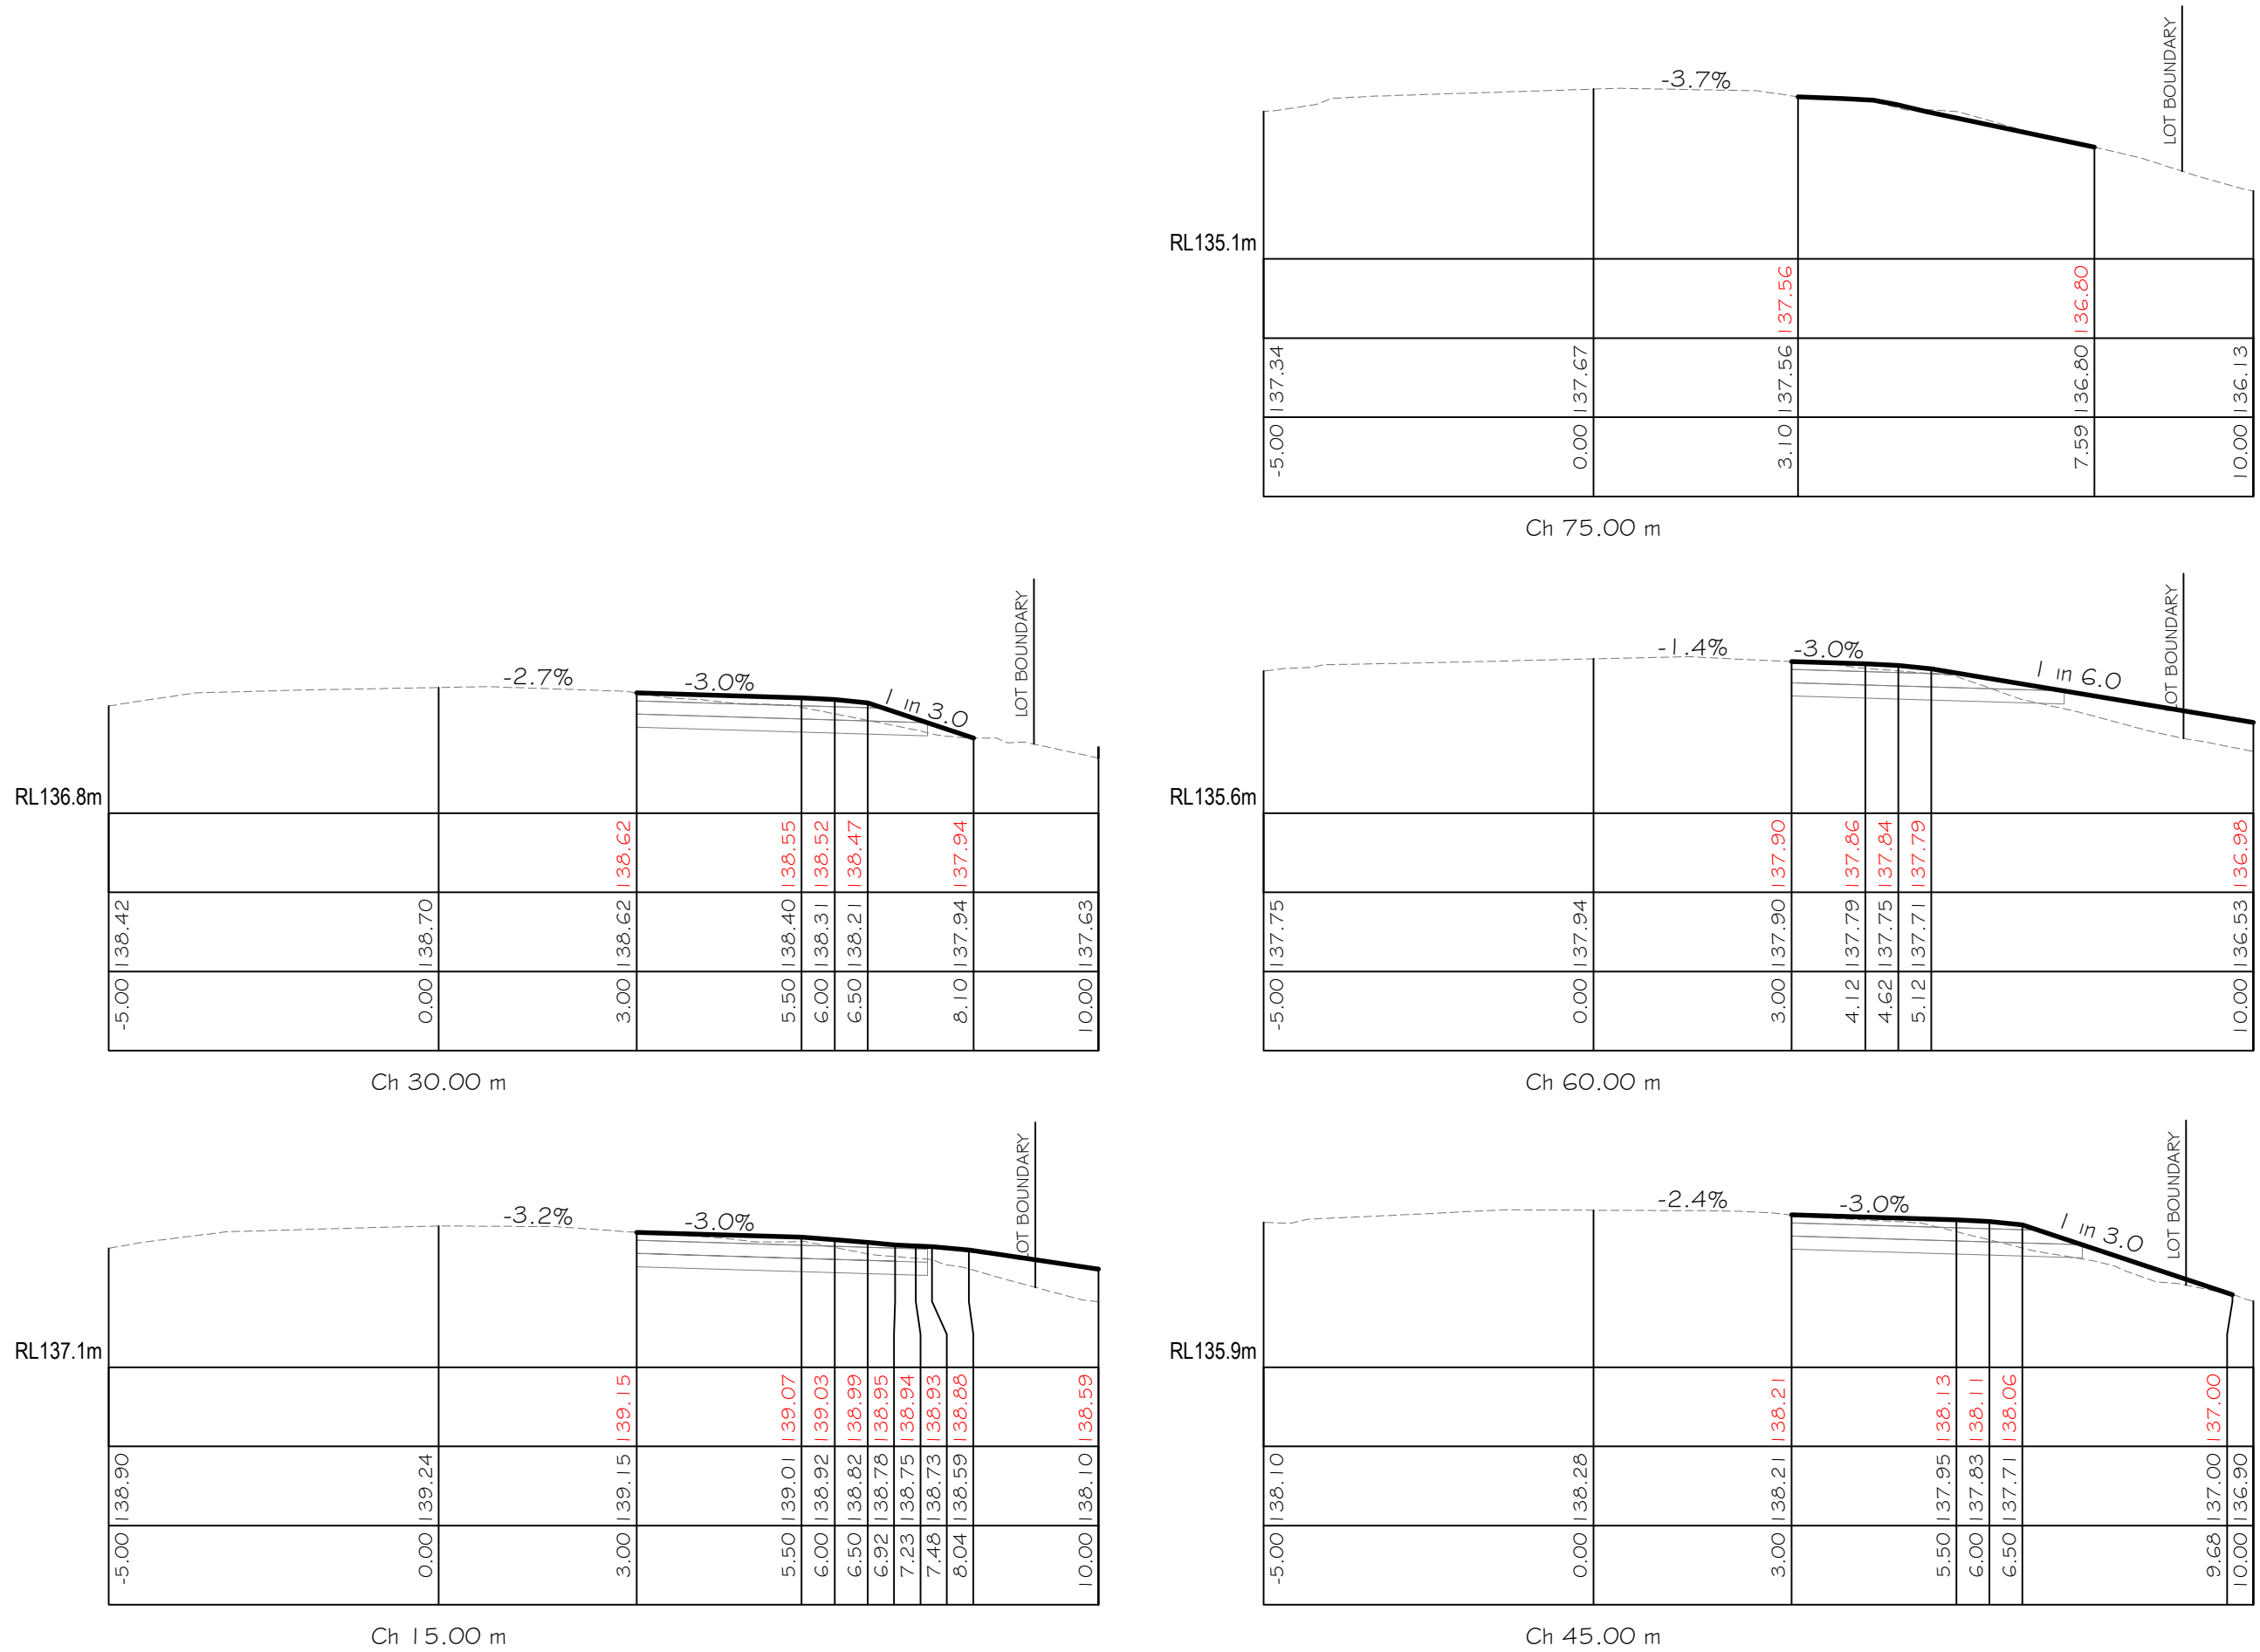 -3.7%
LOT BOUNDARY
RL135.1m
137.56 136.80
137.34 137.67 137.56 136.80 136.13
-5.00 0.00 3.10 7.59 10.00
Ch 75.00 m
-2.7% -3.0% 1 in 3.0
LOT BOUNDARY
RL136.8m
138.62 138.55 138.52 138.47 137.94
138.42 138.70 138.62 138.40 138.31 138.21 137.94 137.63
-5.00 0.00 3.00 5.50 6.00 6.50 8.10 10.00
Ch 30.00 m
-1.4% -3.0% 1 in 6.0
LOT BOUNDARY
RL135.6m
137.90 137.86 137.84 137.79 136.98
137.75 137.94 137.90 137.79 137.75 137.71 136.53
-5.00 0.00 3.00 4.12 4.62 5.12 10.00
Ch 60.00 m
-3.2% -3.0%
LOT BOUNDARY
RL137.1m
139.15 139.07 139.03 138.99 138.95 138.94 138.93 138.88 138.59
138.90 139.24 139.15 139.01 138.92 138.82 138.78 138.75 138.73 138.59 138.10
-5.00 0.00 3.00 5.50 6.00 6.50 6.92 7.23 7.48 8.04 10.00
Ch 15.00 m
-2.4% -3.0% 1 in 3.0
LOT BOUNDARY
RL135.9m
138.21 138.13 138.11 138.06 137.00
138.10 138.28 138.21 137.95 137.83 137.71 137.00 136.90
-5.00 0.00 3.00 5.50 6.00 6.50 9.68 10.00
Ch 45.00 m